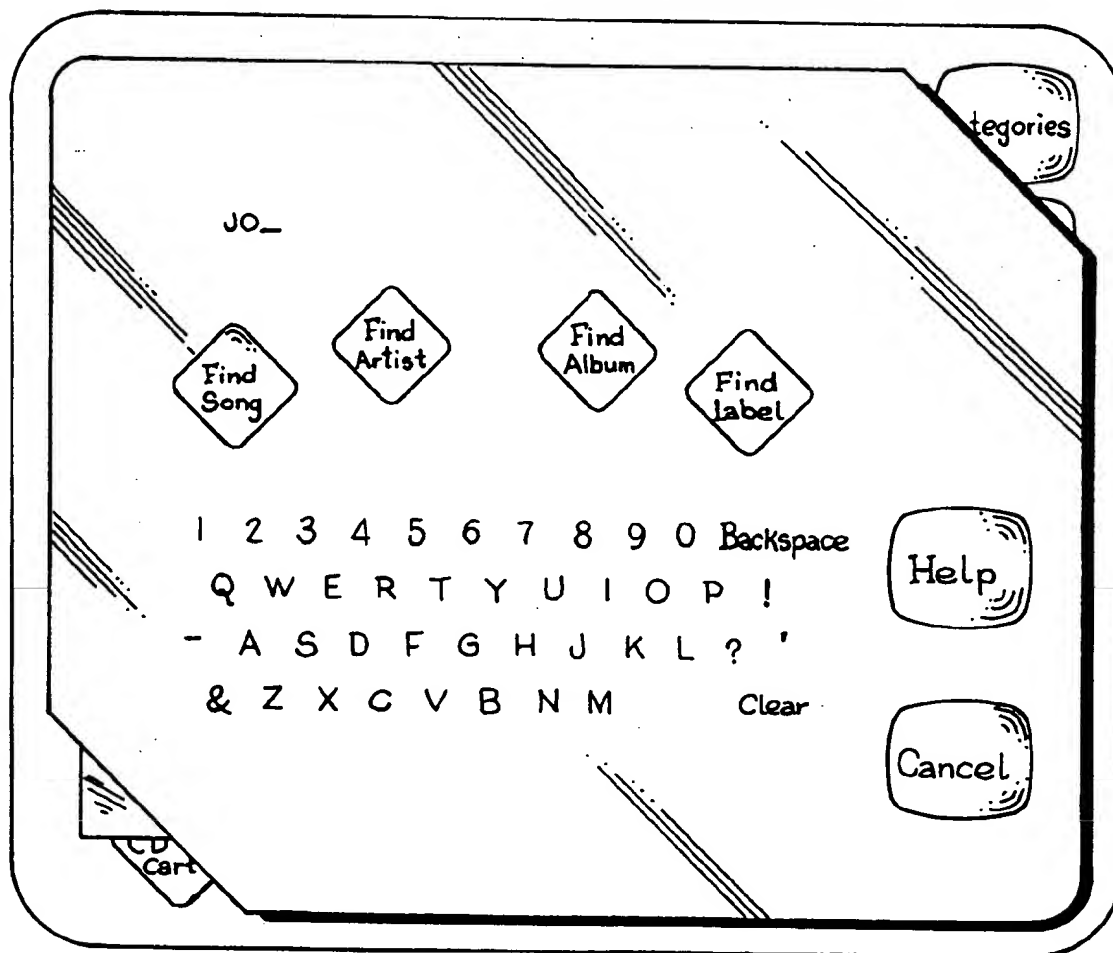 tegories
JO_
Find
Song
Find
Artist
Find
Album
Find
Label
1 2 3 4 5 6 7 8 9 0 Backspace
Q W E R T Y U I O P !
- A S D F G H J K L ? '
& Z X C V B N M Clear
Help
Cancel
CD
Cart